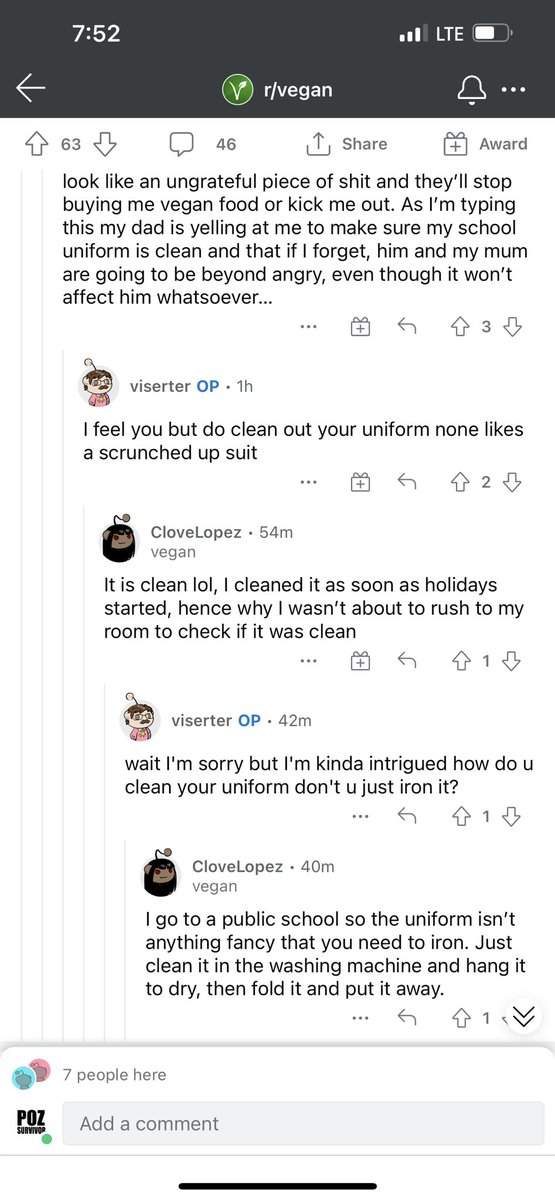 7:52
LTE
r/vegan
63
46
Share
Award
look like an ungrateful piece of shit and they’ll stop
buying me vegan food or kick me out. As I’m typing
this my dad is yelling at me to make sure my school
uniform is clean and that if I forget, him and my mum
are going to be beyond angry, even though it won’t
affect him whatsoever...
3
viserter OP • 1h
I feel you but do clean out your uniform none likes
a scrunched up suit
2
CloveLopez • 54m
vegan
It is clean lol, I cleaned it as soon as holidays
started, hence why I wasn’t about to rush to my
room to check if it was clean
1
viserter OP • 42m
wait I'm sorry but I'm kinda intrigued how do u
clean your uniform don't u just iron it?
1
CloveLopez • 40m
vegan
I go to a public school so the uniform isn’t
anything fancy that you need to iron. Just
clean it in the washing machine and hang it
to dry, then fold it and put it away.
1
7 people here
POZ
SURVIVOR
Add a comment